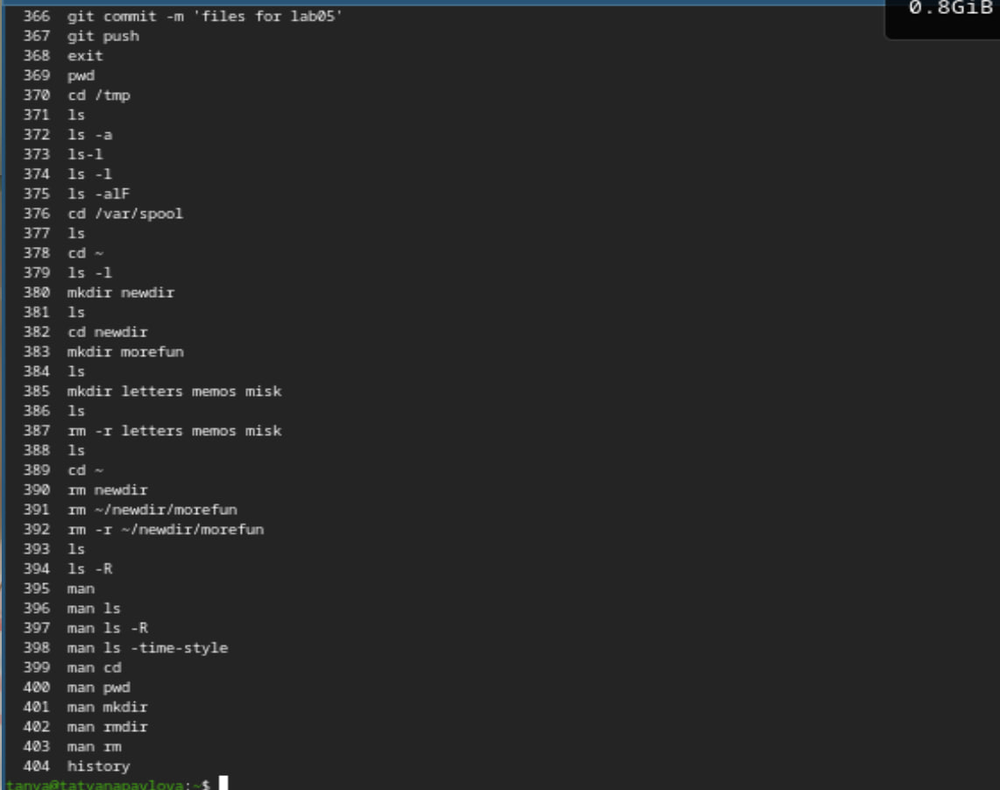 0.8GiB
366 git commit -m 'files for lab05'
367 git push
368 exit
369 pwd
370 cd /tmp
371 ls
372 ls -a
373 ls-l
374 ls -l
375 ls -alF
376 cd /var/spool
377 ls
378 cd ~
379 ls -l
380 mkdir newdir
381 ls
382 cd newdir
383 mkdir morefun
384 ls
385 mkdir letters memos misk
386 ls
387 rm -r letters memos misk
388 ls
389 cd ~
390 rm newdir
391 rm ~/newdir/morefun
392 rm -r ~/newdir/morefun
393 ls
394 ls -R
395 man
396 man ls
397 man ls -R
398 man ls -time-style
399 man cd
400 man pwd
401 man mkdir
402 man rmdir
403 man rm
404 history
tanya@tatyanapavlova:~$